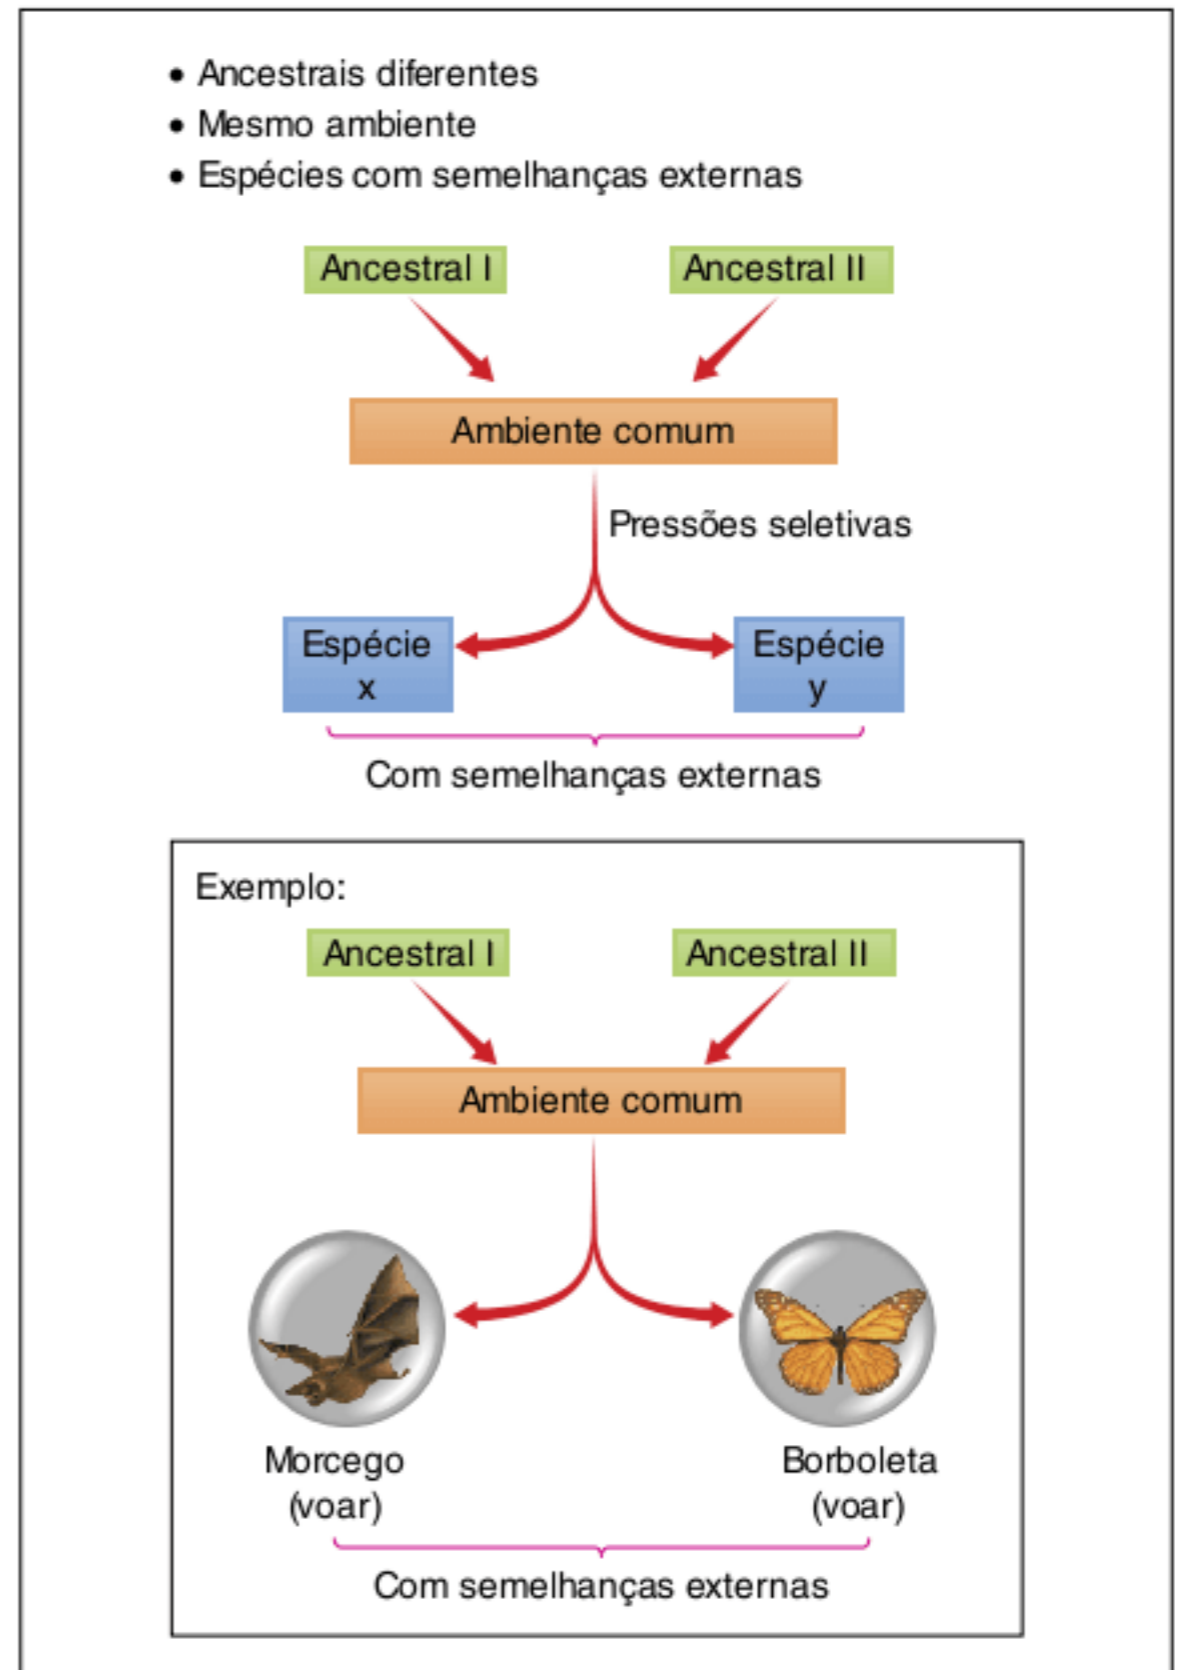 • Ancestrais diferentes
• Mesmo ambiente
• Espécies com semelhanças externas
Ancestral I Ancestral II
Ambiente comum
Pressões seletivas
Espécie x
Espécie y
Com semelhanças externas
Exemplo:
Ancestral I Ancestral II
Ambiente comum
Morcego
(voar)
Borboleta
(voar)
Com semelhanças externas